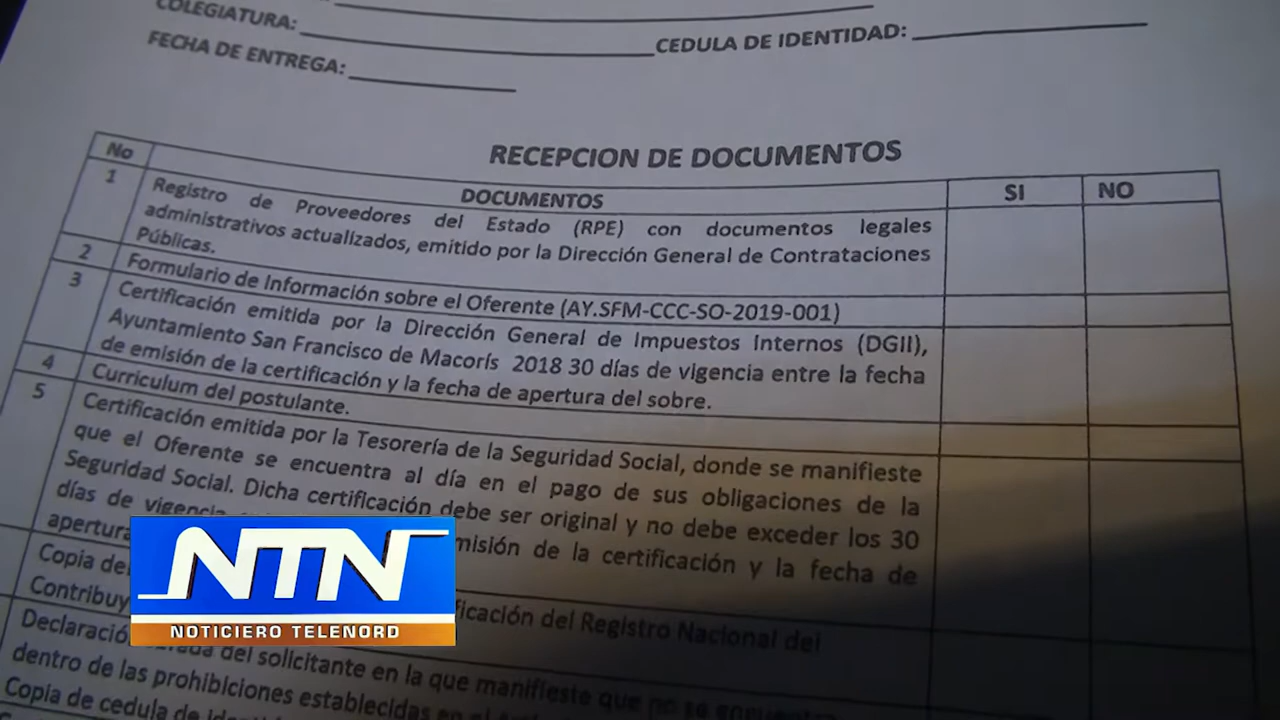 COLEGIATURA:
CEDULA DE IDENTIDAD:
FECHA DE ENTREGA:
RECEPCION DE DOCUMENTOS
No DOCUMENTOS SI NO
1 Registro de Proveedores del Estado (RPE) con documentos legales
administrativos actualizados, emitido por la Dirección General de Contrataciones
Públicas.
2 Formulario de Información sobre el Oferente (AY.SFM-CCC-SO-2019-001)
3 Certificación emitida por la Dirección General de Impuestos Internos (DGII),
Ayuntamiento San Francisco de Macorís 2018 30 días de vigencia entre la fecha
de emisión de la certificación y la fecha de apertura del sobre.
4 Curriculum del postulante.
5 Certificación emitida por la Tesorería de la Seguridad Social, donde se manifieste
que el Oferente se encuentra al día en el pago de sus obligaciones de la
Seguridad Social. Dicha certificación debe ser original y no debe exceder los 30
días de vigencia
apertura misión de la certificación y la fecha de
Copia del ficación del Registro Nacional del
Contribuy
Declaració rada del solicitante en la que manifieste que no se encuentra
dentro de las prohibiciones establecidas en el
Copia de cedula de
NTN
NOTICIERO TELENORD